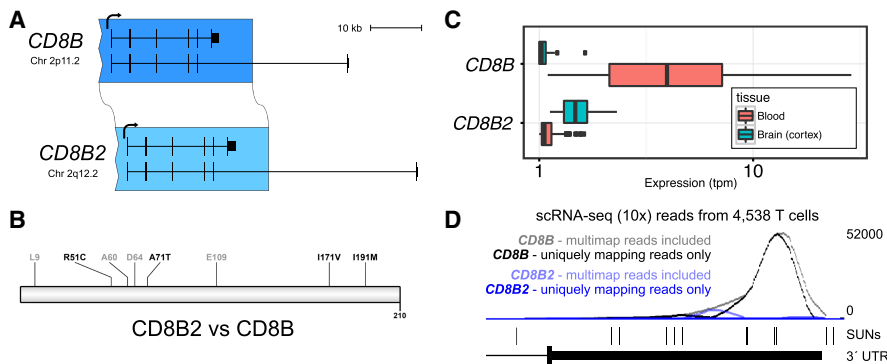 A
CD8B
Chr 2p11.2
10 kb
CD8B2
Chr 2q12.2
B
L9 R51C A60 D64 A71T E109 I171V I191M
210
CD8B2 vs CD8B
C
CD8B
CD8B2
tissue
Blood
Brain (cortex)
1 10
Expression (tpm)
D
scRNA-seq (10x) reads from 4,538 T cells
CD8B - multimap reads included
CD8B - uniquely mapping reads only
CD8B2 - multimap reads included
CD8B2 - uniquely mapping reads only
52000
0
SUNs
3´ UTR